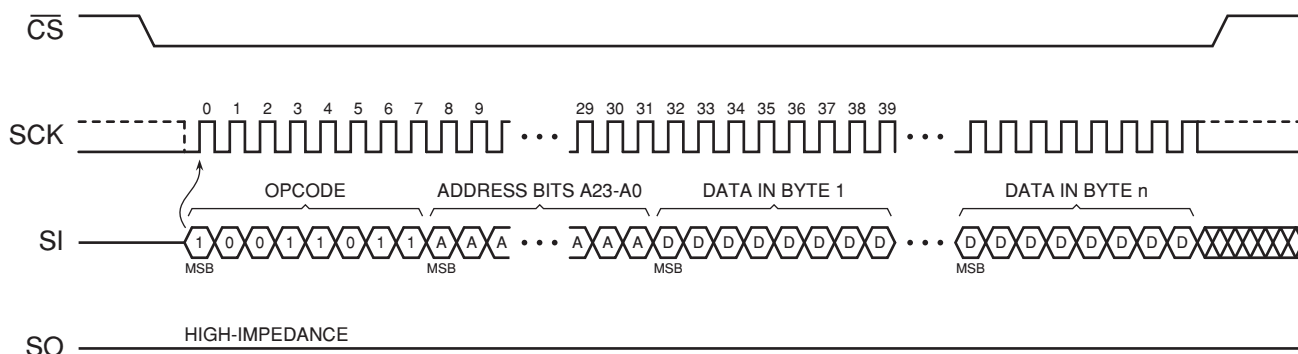 CS
0 1 2 3 4 5 6 7 8 9 29 30 31 32 33 34 35 36 37 38 39
SCK
OPCODE ADDRESS BITS A23-A0 DATA IN BYTE 1 DATA IN BYTE n
SI 1 0 0 1 1 0 1 1 A A A A A A D D D D D D D D D D D D D D D D
MSB MSB MSB MSB
HIGH-IMPEDANCE
SO